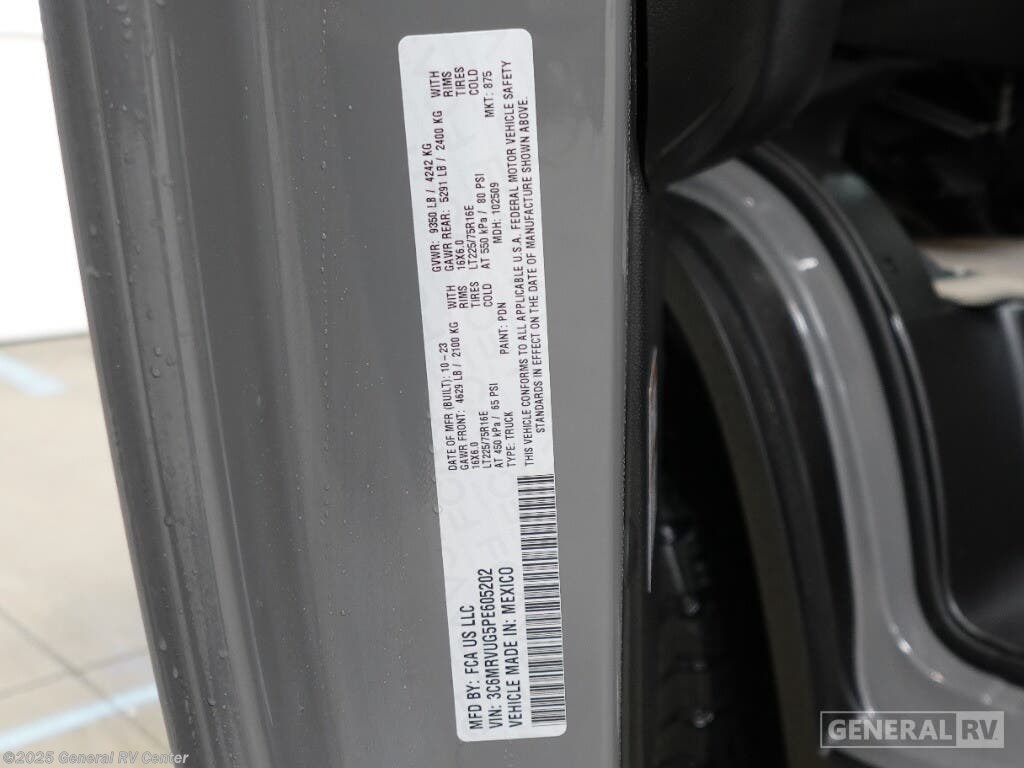 MFD BY: FCA US LLC
VIN: 3C6MRVUG5PE605202
VEHICLE MADE IN: MEXICO
DATE OF MFR (BUILT): 10-23 GVWR: 9350 LB / 4242 KG
GAWR FRONT: 4629 LB / 2100 KG WITH GAWR REAR: 5291 LB / 2400 KG WITH
16X6.0 RIMS 16X6.0 RIMS
LT225/75R16E TIRES LT225/75R16E TIRES
AT 450 kPa / 65 PSI COLD AT 550 kPa / 80 PSI COLD
TYPE: TRUCK PAINT: PDN MDH: 102509 MKT: 875
THIS VEHICLE CONFORMS TO ALL APPLICABLE U.S.A. FEDERAL MOTOR VEHICLE SAFETY
STANDARDS IN EFFECT ON THE DATE OF MANUFACTURE SHOWN ABOVE.
GENERAL RV
©2025 General RV Center